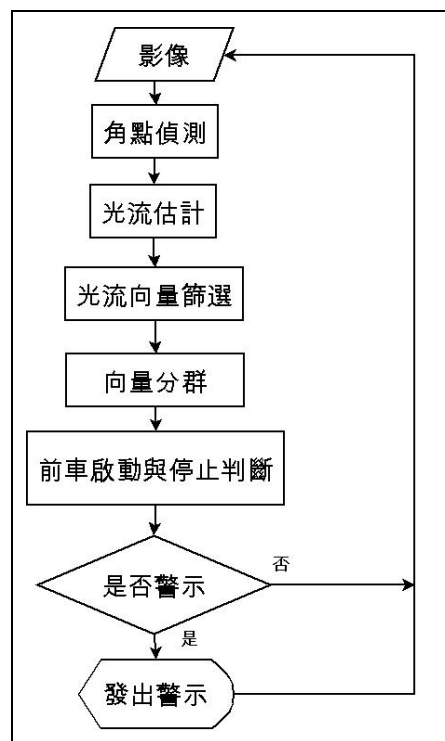 影像
角點偵測
光流估計
光流向量篩選
向量分群
前車啟動與停止判斷
是否警示
否
是
發出警示